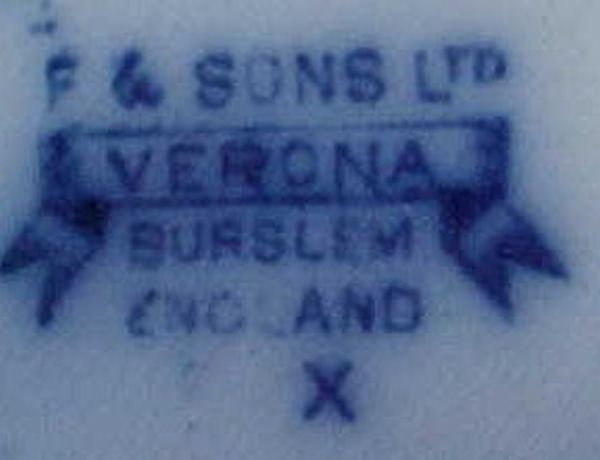 F & SONS LTD
VERONA
BURSLEM
ENGLAND
X